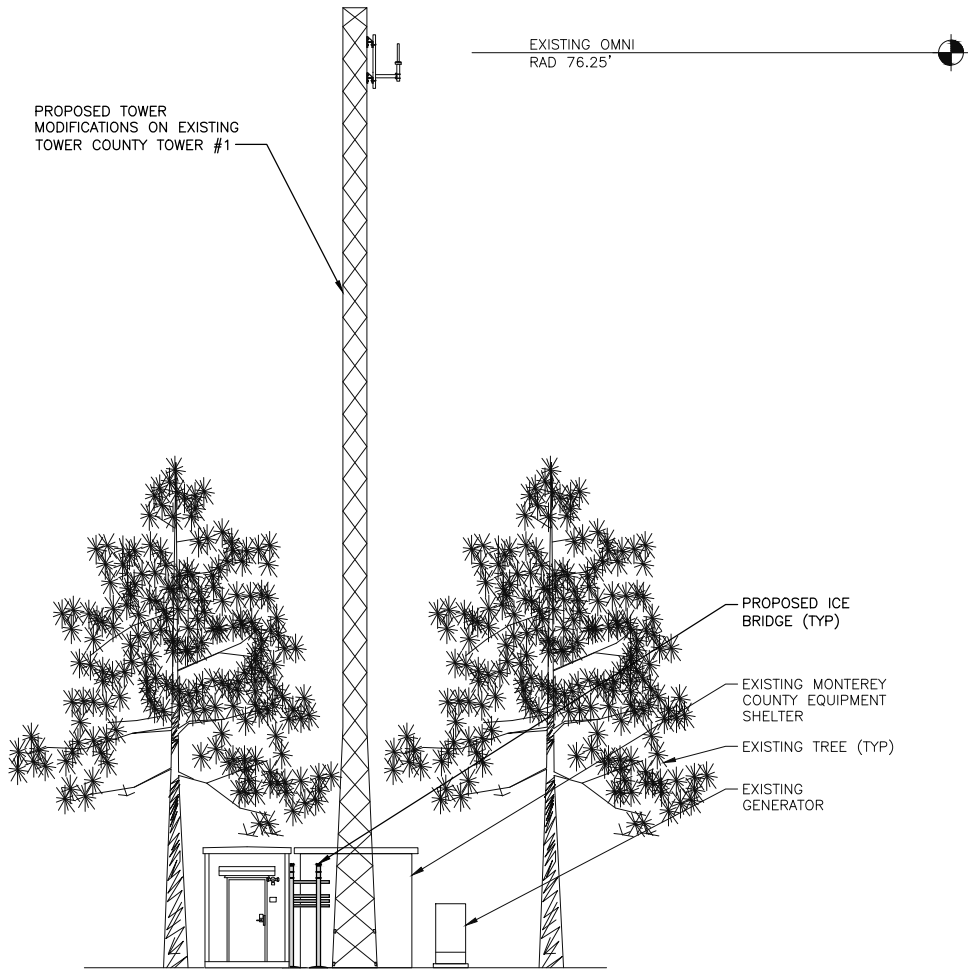 EXISTING OMNI
RAD 76.25'
PROPOSED TOWER
MODIFICATIONS ON EXISTING
TOWER COUNTY TOWER #1
PROPOSED ICE
BRIDGE (TYP)
EXISTING MONTEREY
COUNTY EQUIPMENT
SHELTER
EXISTING TREE (TYP)
EXISTING
GENERATOR